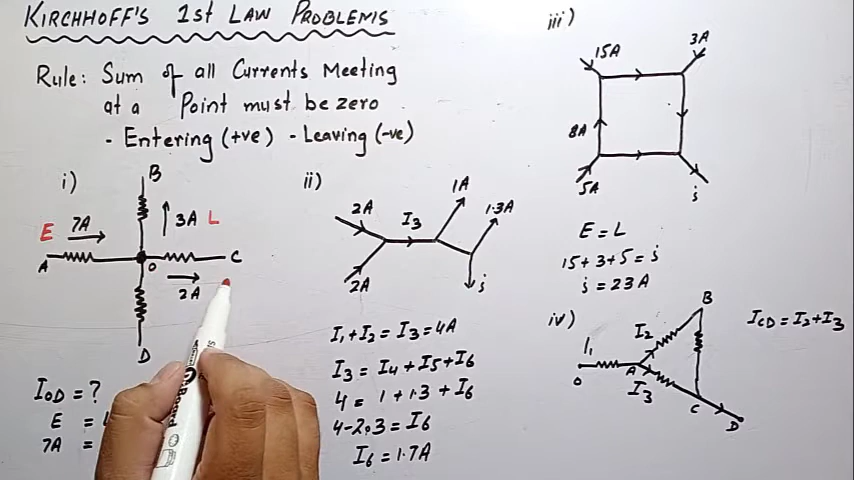 KIRCHHOFF'S 1ST LAW PROBLEMS
Rule: Sum of all Currents Meeting
at a Point must be zero
- Entering (+ve) - Leaving (-ve)
i)
B
E 7A
3A L
A
O
C
2A
D
IOD = ?
E =
7A =
ii)
2A
I3
1A
1.3A
2A
i
I1 + I2 = I3 = 4A
I3 = I4 + I5 + I6
4 = 1 + 1.3 + I6
4 - 2.3 = I6
I6 = 1.7A
iii)
15A
3A
8A
5A
i
E = L
15 + 3 + 5 = i
i = 23A
iv)
B
ICD = I2 + I3
I2
I1
O
A
I3
C
D